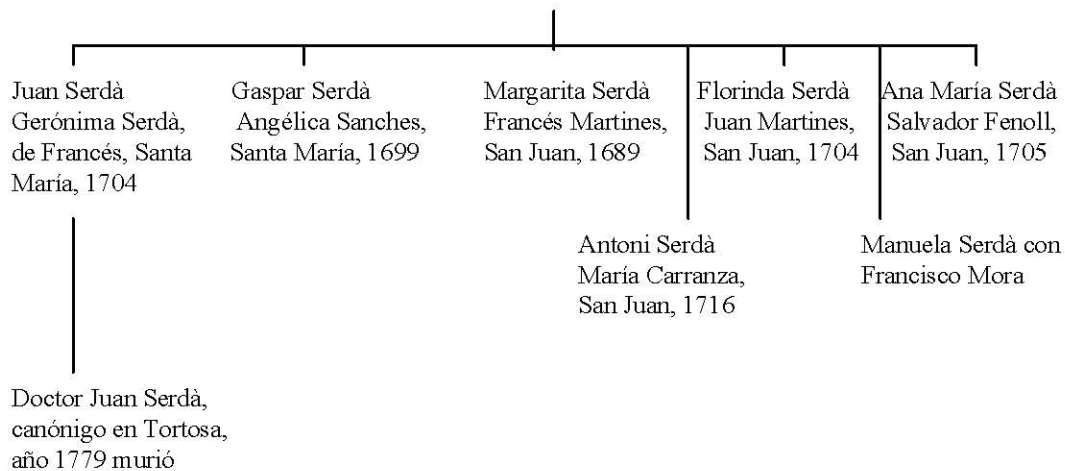 Juan Serdà
Gerónima Serdà,
de Francés, Santa
María, 1704
Gaspar Serdà
Angélica Sanches,
Santa María, 1699
Margarita Serdà
Francés Martines,
San Juan, 1689
Florinda Serdà
Juan Martines,
San Juan, 1704
Ana María Serdà
Salvador Fenoll,
San Juan, 1705
Antoni Serdà
María Carranza,
San Juan, 1716
Manuela Serdà con
Francisco Mora
Doctor Juan Serdà,
canónigo en Tortosa,
año 1779 murió